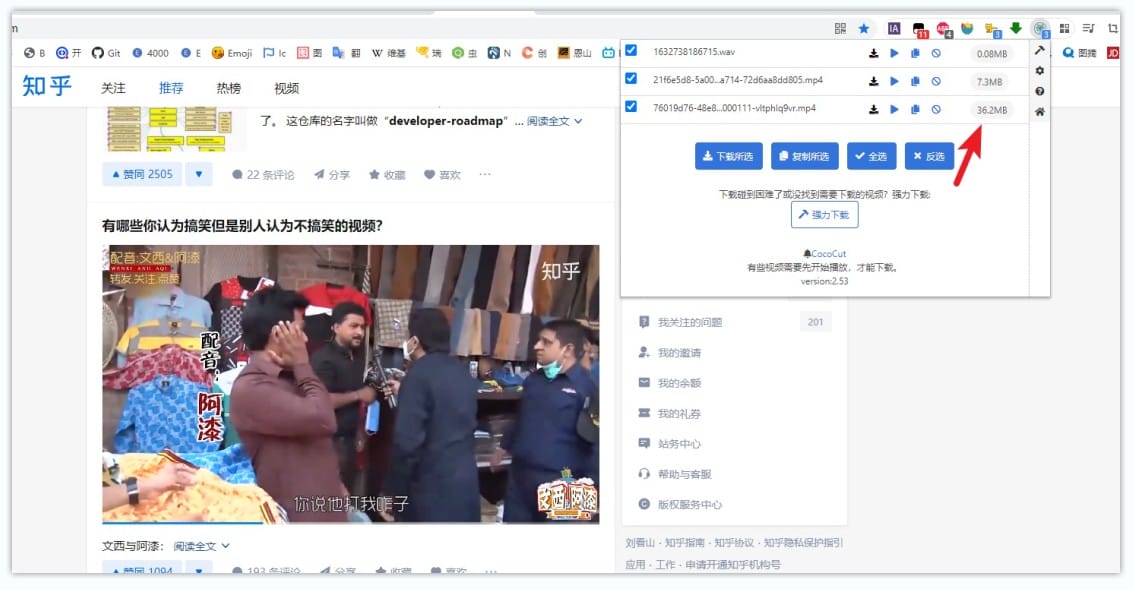 m
IA
11
ABP
4
3
3
B
开
Git
4000
E
Emoji
Ic
图
翻
W 维基
瑞
虫
N
创
恩山
图腾
JD
知乎
关注
推荐
热榜
视频
了。 这仓库的名字叫做“developer-roadmap” ... 阅读全文
赞同 2505
22 条评论
分享
收藏
喜欢
...
有哪些你认为搞笑但是别人认为不搞笑的视频?
配音:文西&阿漆
WENXI AND AQI
转发.关注.点赞
知乎
配音:
阿漆
你说他打我咋子
文西与阿漆: 阅读全文
赞同 1094
193 条评论
分享
收藏
喜欢
...
1632738186715.wav
0.08MB
21f6e5d8-5a00...a714-72d6aa8dd805.mp4
7.3MB
76019d76-48e8...000111-vltphlq9vr.mp4
36.2MB
下载所选
复制所选
全选
反选
下载碰到困难了或没找到需要下载的视频? 强力下载:
强力下载
CocoCut
有些视频需要先开始播放,才能下载。
version:2.53
我关注的问题
201
我的邀请
我的余额
我的礼券
站务中心
帮助与客服
版权服务中心
刘看山 · 知乎指南 · 知乎协议 · 知乎隐私保护指引
应用 · 工作 · 申请开通知乎机构号